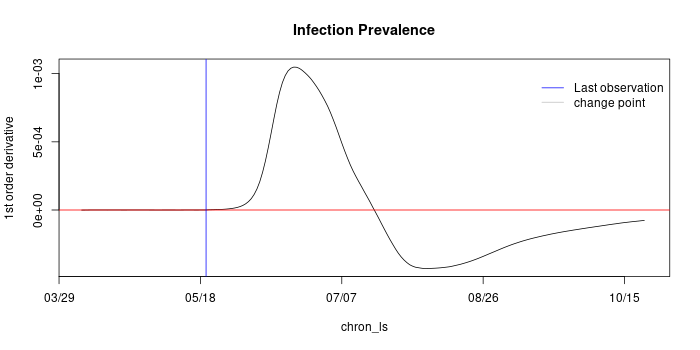 Infection Prevalence
1st order derivative
1e-03
5e-04
0e+00
Last observation
change point
03/29 05/18 07/07 08/26 10/15
chron_ls